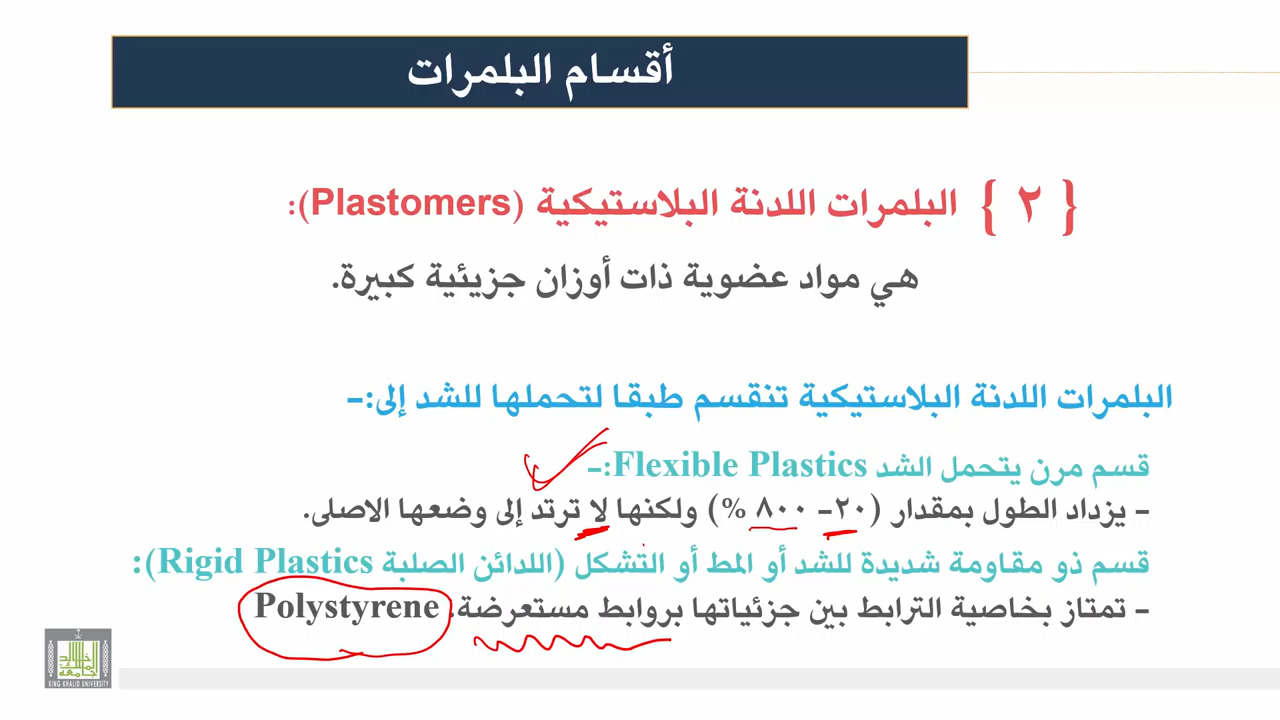 أقسام البلمرات
{ ٢ } البلمرات اللدنة البلاستيكية (Plastomers):
هي مواد عضوية ذات أوزان جزيئية كبيرة.
البلمرات اللدنة البلاستيكية تنقسم طبقا لتحملها للشد إلى:-
قسم مرن يتحمل الشد Flexible Plastics:-
- يزداد الطول بمقدار (٢٠- ٨٠٠ %) ولكنها لا ترتد إلى وضعها الاصلى.
قسم ذو مقاومة شديدة للشد أو المط أو التشكل (اللدائن الصلبة Rigid Plastics):
- تمتاز بخاصية الترابط بين جزئياتها بروابط مستعرضة. Polystyrene
KING KHALID UNIVERSITY